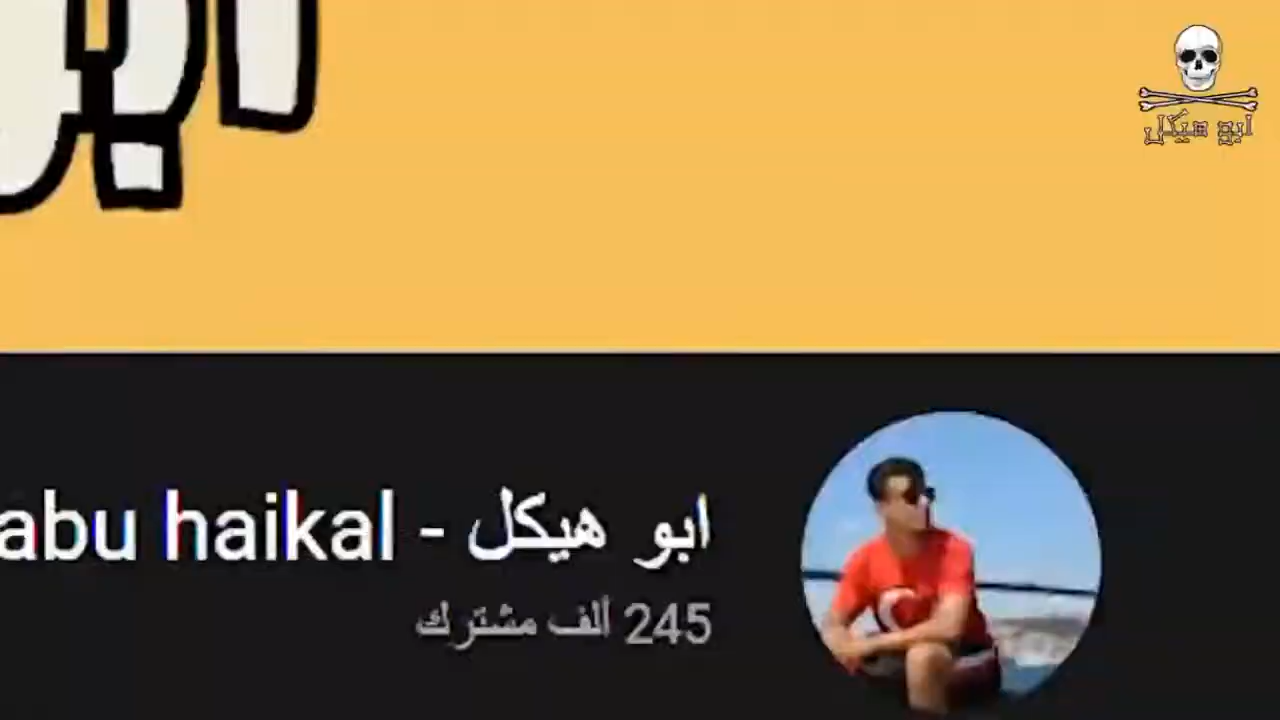 ابو هيكل
ابو هيكل - abu haikal
245 ألف مشترك